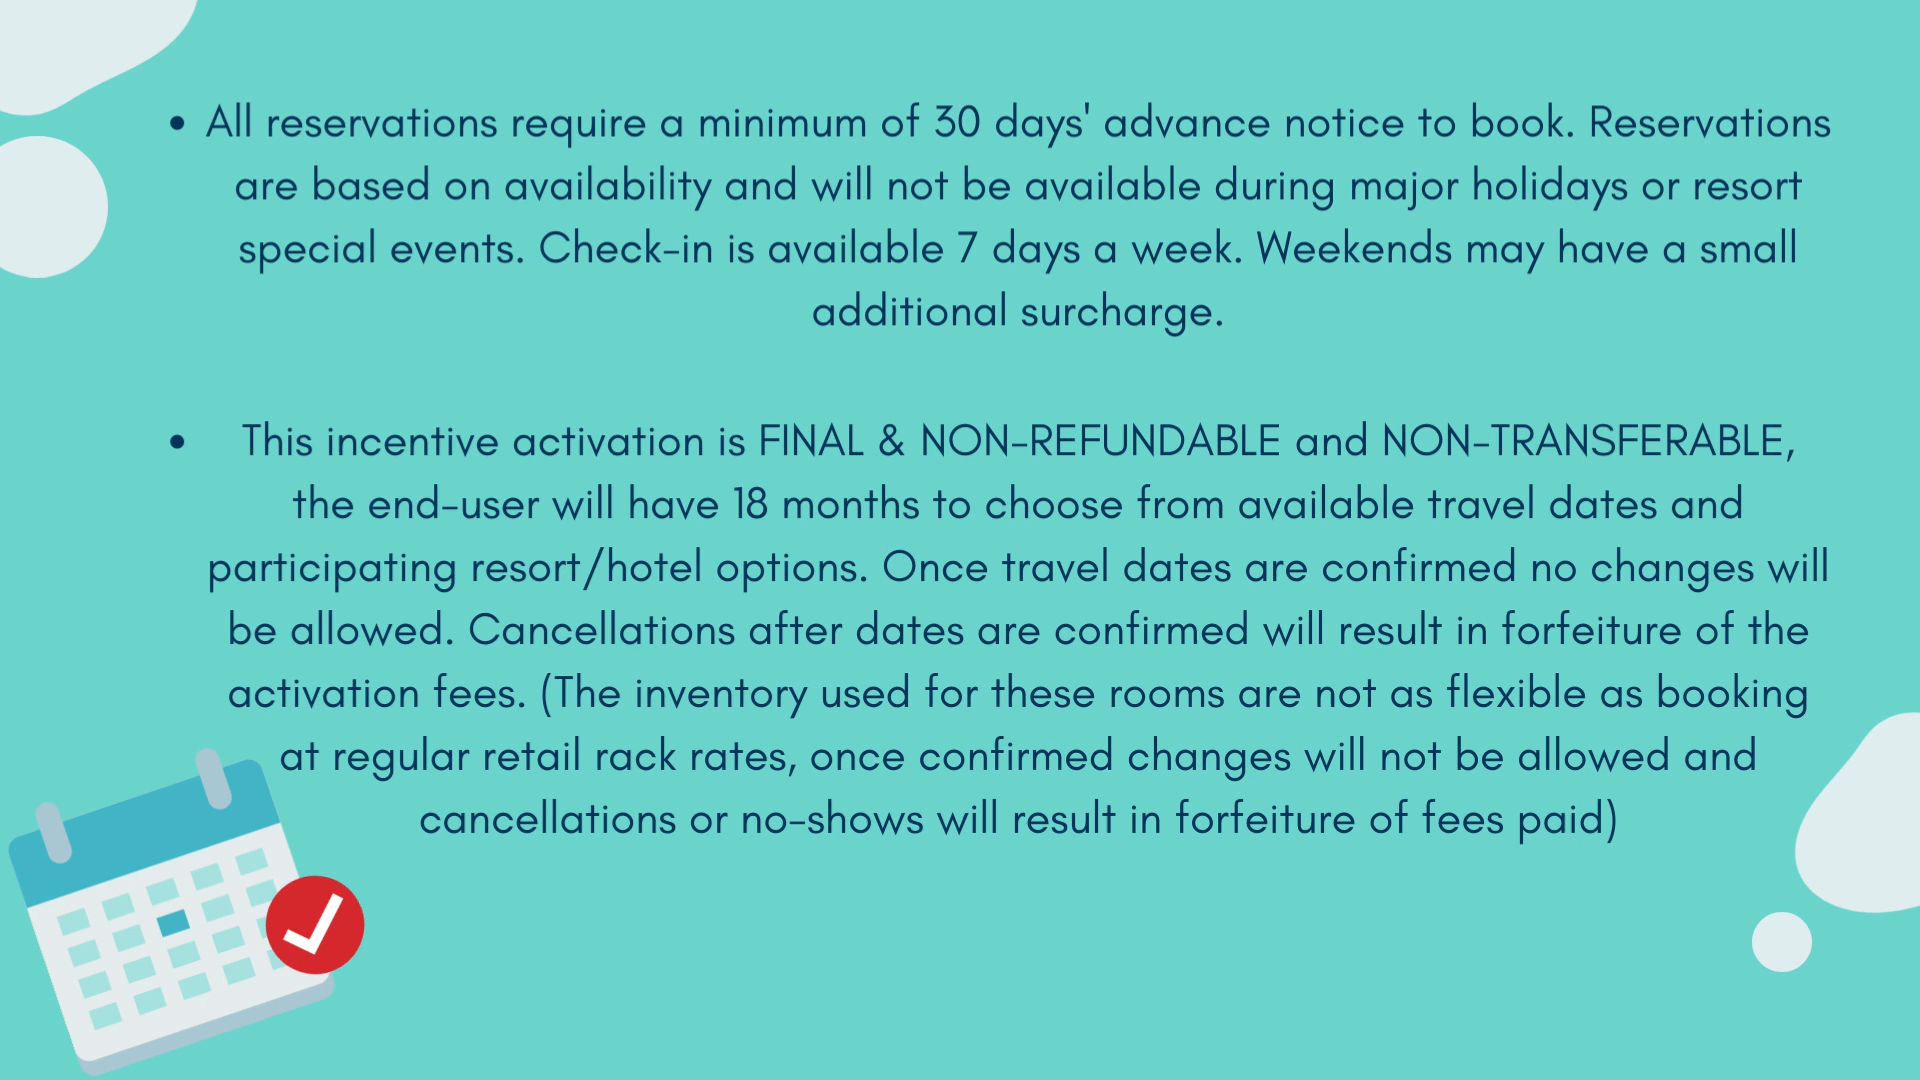 • All reservations require a minimum of 30 days' advance notice to book. Reservations
are based on availability and will not be available during major holidays or resort
special events. Check-in is available 7 days a week. Weekends may have a small
additional surcharge.
• This incentive activation is FINAL & NON-REFUNDABLE and NON-TRANSFERABLE,
the end-user will have 18 months to choose from available travel dates and
participating resort/hotel options. Once travel dates are confirmed no changes will
be allowed. Cancellations after dates are confirmed will result in forfeiture of the
activation fees. (The inventory used for these rooms are not as flexible as booking
at regular retail rack rates, once confirmed changes will not be allowed and
cancellations or no-shows will result in forfeiture of fees paid)